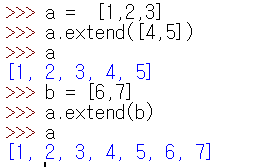 >>> a =  [1,2,3]
>>> a.extend([4,5])
>>> a
[1, 2, 3, 4, 5]
>>> b = [6,7]
>>> a.extend(b)
>>> a
[1, 2, 3, 4, 5, 6, 7]